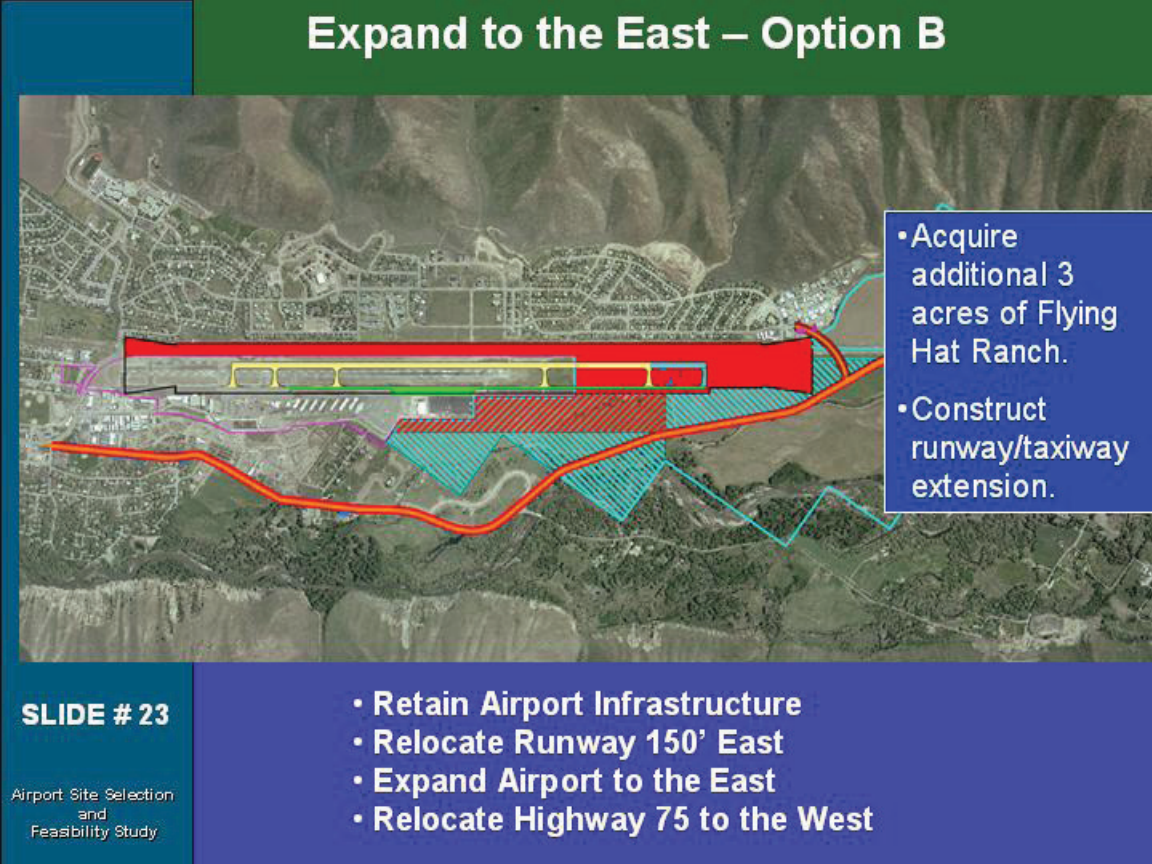 Expand to the East – Option B
•Acquire
additional 3
acres of Flying
Hat Ranch.
•Construct
runway/taxiway
extension.
SLIDE # 23
Airport Site Selection
and
Feasibility Study
• Retain Airport Infrastructure
• Relocate Runway 150’ East
• Expand Airport to the East
• Relocate Highway 75 to the West